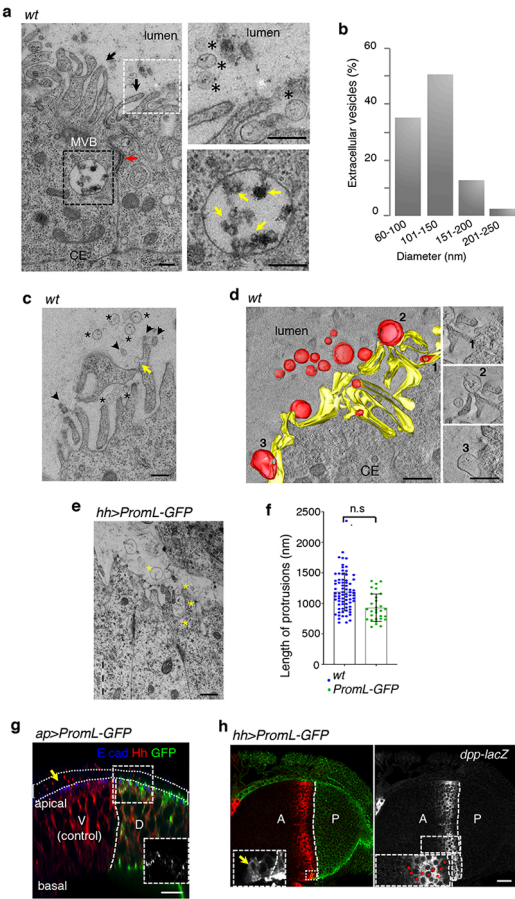 a
wt
lumen
MVB
CE
*
*
*
*
lumen
b
Extracellular vesicles (%)
60
40
20
0
60-100
101-150
151-200
201-250
Diameter (nm)
c
wt
*
*
*
*
*
*
d
wt
lumen
2
1
3
CE
1
2
3
e
hh>PromL-GFP
*
*
*
*
f
n.s
Length of protrusions (nm)
2500
2000
1500
1000
500
0
wt
PromL-GFP
g
ap>PromL-GFP
E-cad Hh GFP
apical
V
(control)
D
basal
h
hh>PromL-GFP
A
P
dpp-lacZ
A
P